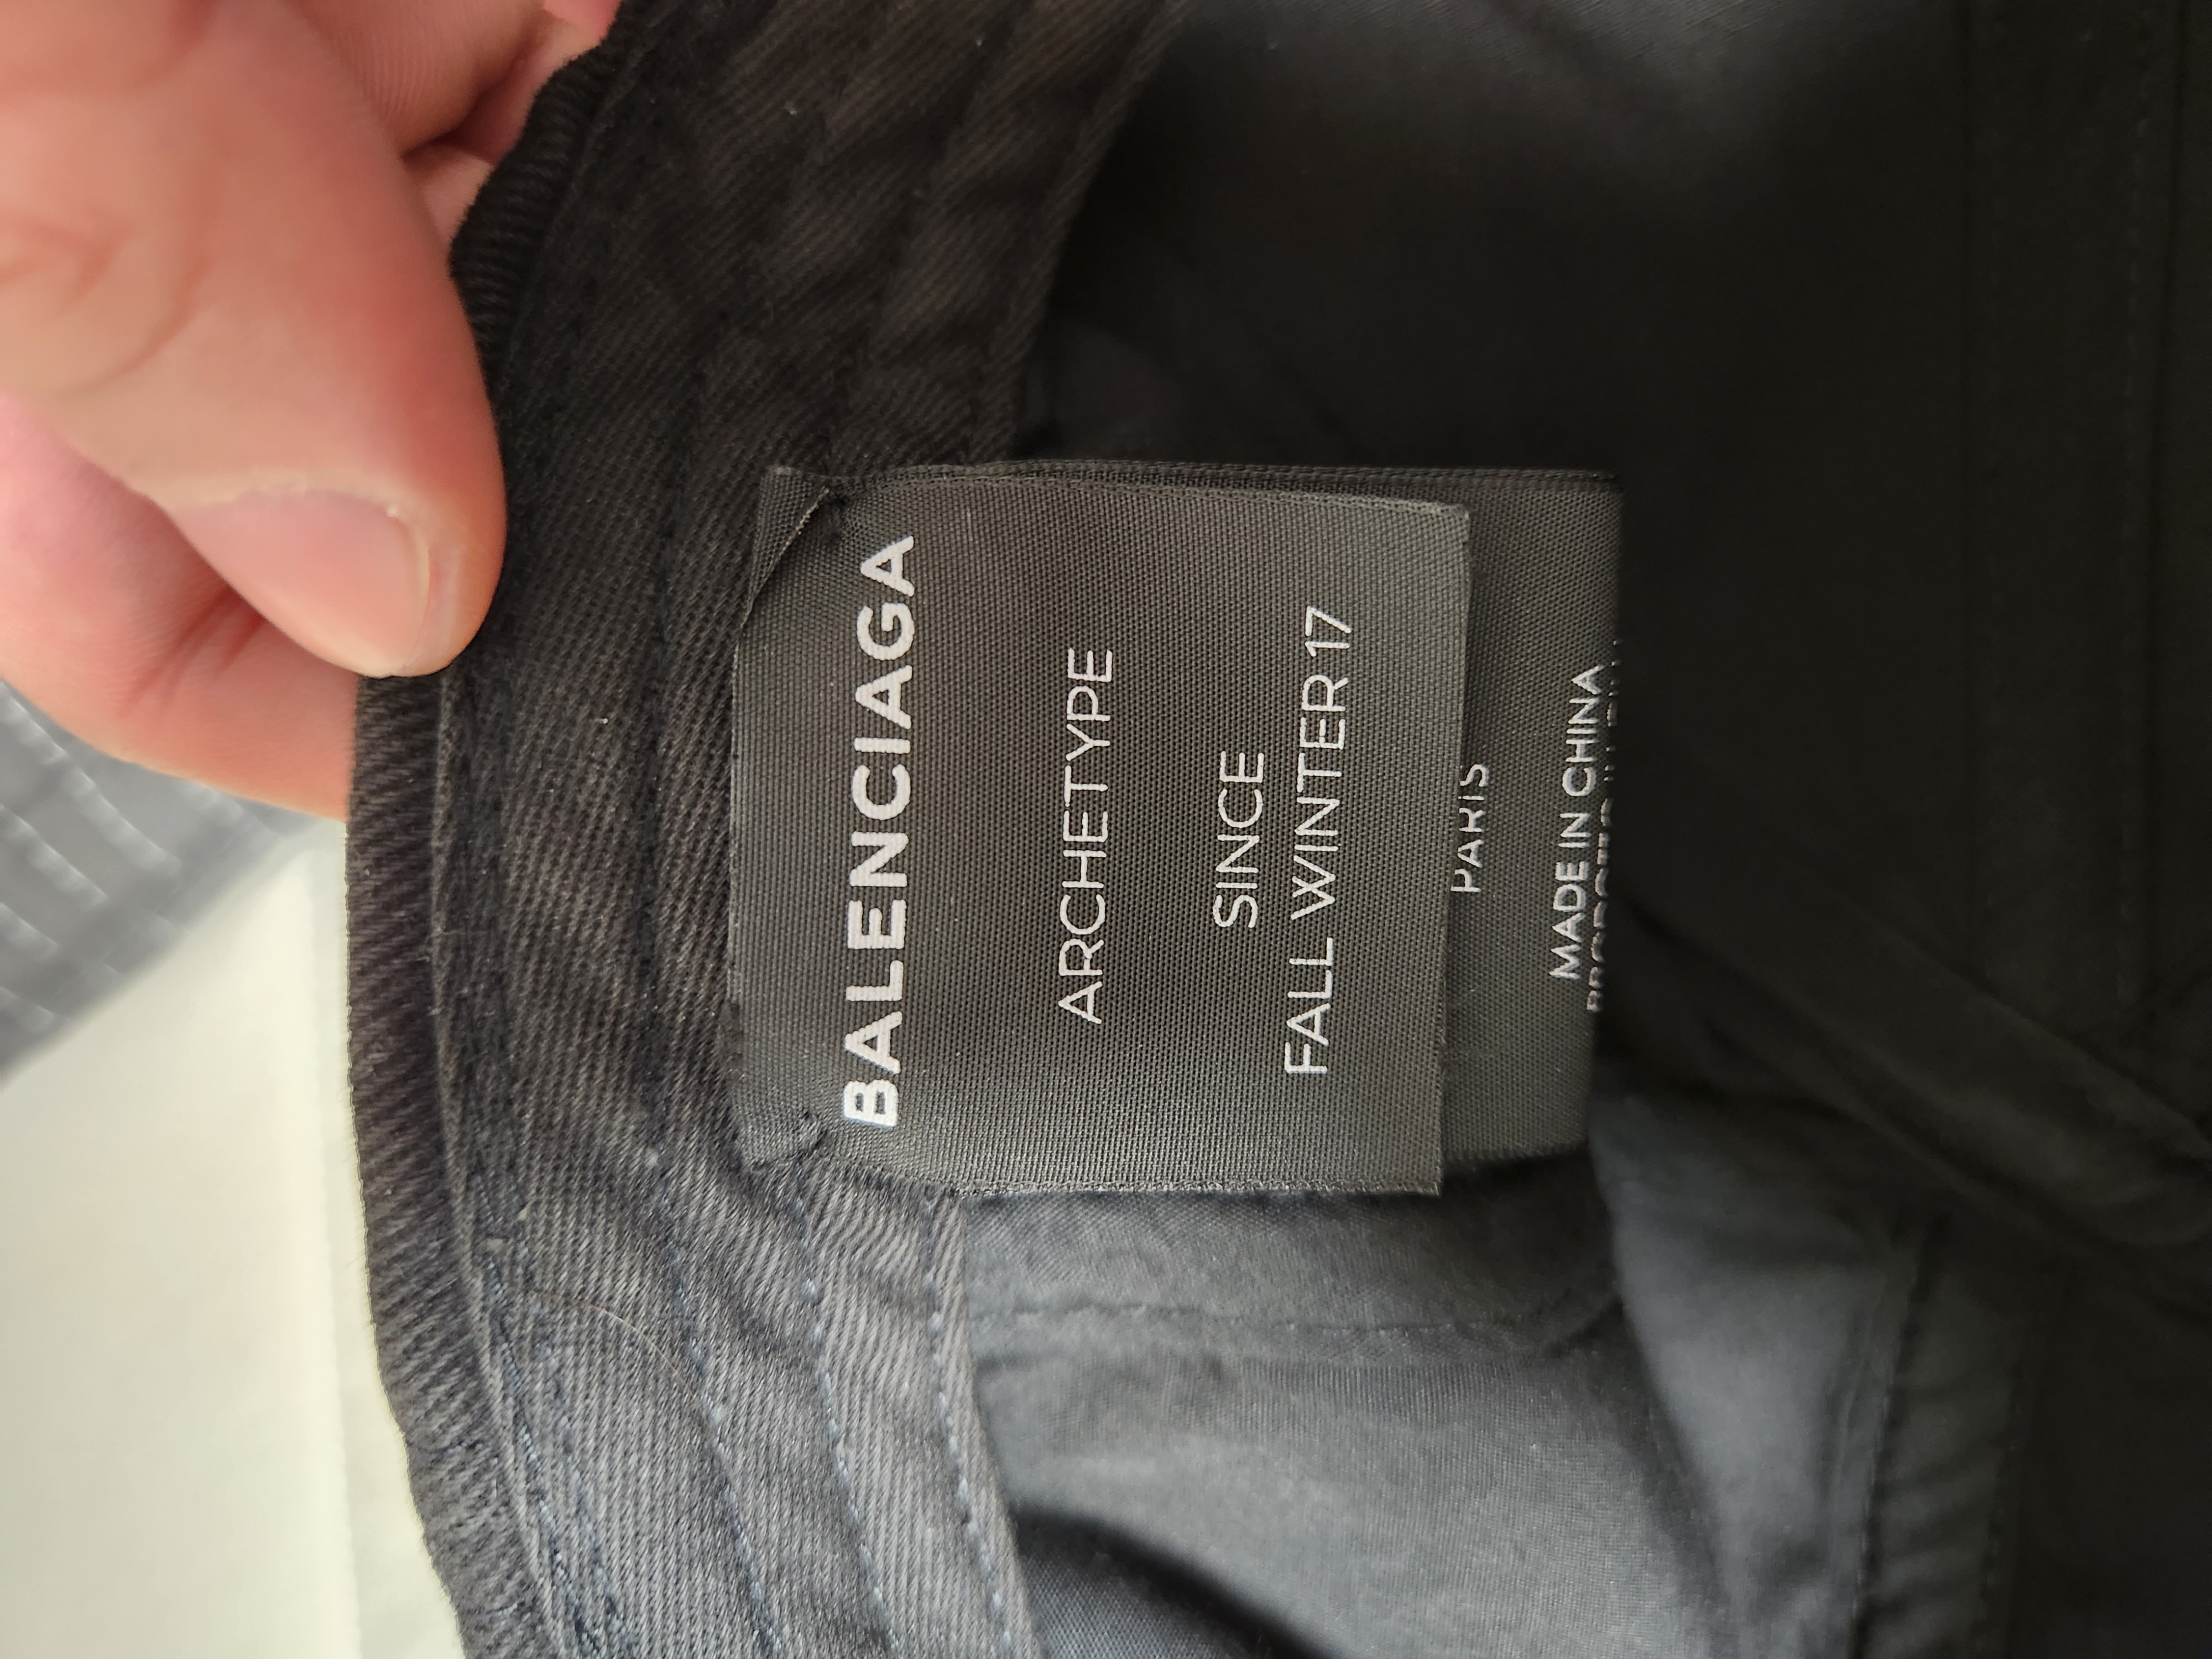 BALENCIAGA
ARCHETYPE
SINCE
FALL WINTER 17
PARIS
MADE IN CHINA